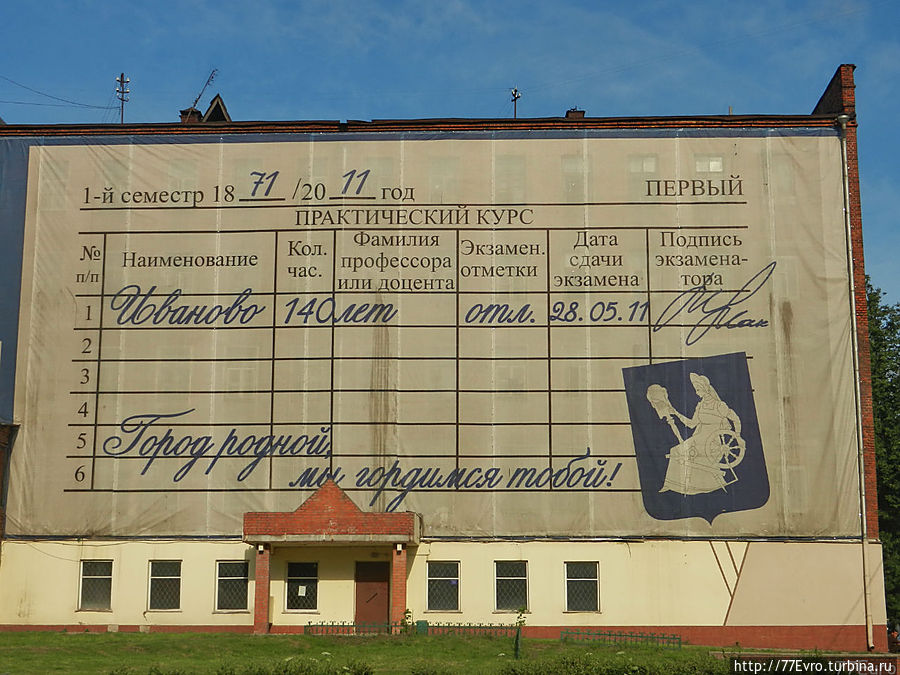 1-й семестр 18 71 /20 11 год ПЕРВЫЙ
ПРАКТИЧЕСКИЙ КУРС
№ п/п Наименование Кол. час. Фамилия профессора или доцента Экзамен. отметки Дата сдачи экзамена Подпись экзамена-тора
1 Иваново 140 лет отл. 28.05.11
2
3
4
5 Город родной,
6 мы гордимся тобой!
http://77Evro.turbina.ru